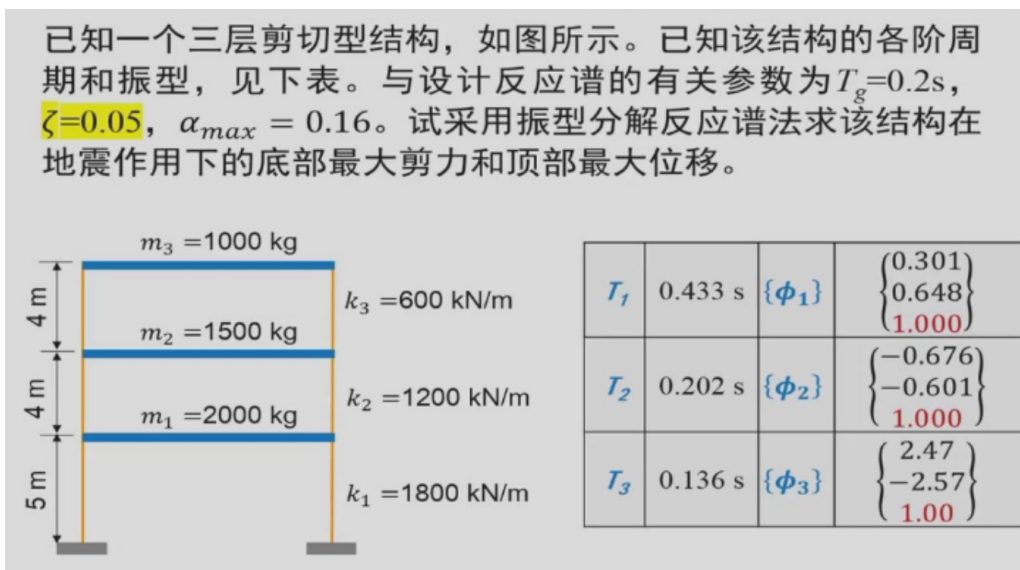 已知一个三层剪切型结构，如图所示。已知该结构的各阶周
期和振型，见下表。与设计反应谱的有关参数为T_g=0.2s，
ζ=0.05，α_max = 0.16。试采用振型分解反应谱法求该结构在
地震作用下的底部最大剪力和顶部最大位移。
m₃ =1000 kg
4 m
k₃ =600 kN/m
m₂ =1500 kg
4 m
k₂ =1200 kN/m
m₁ =2000 kg
5 m
k₁ =1800 kN/m
T₁ 0.433 s {ϕ₁}
0.301
0.648
1.000
T₂ 0.202 s {ϕ₂}
−0.676
−0.601
1.000
T₃ 0.136 s {ϕ₃}
2.47
−2.57
1.00